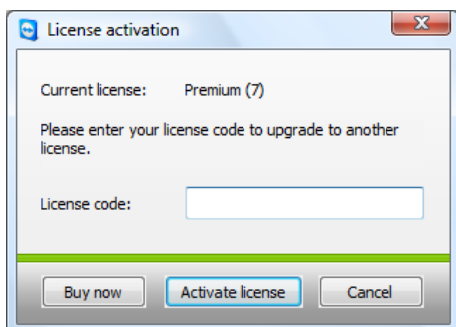 License activation
Current license: Premium (7)
Please enter your license code to upgrade to another
license.
License code:
Buy now Activate license Cancel